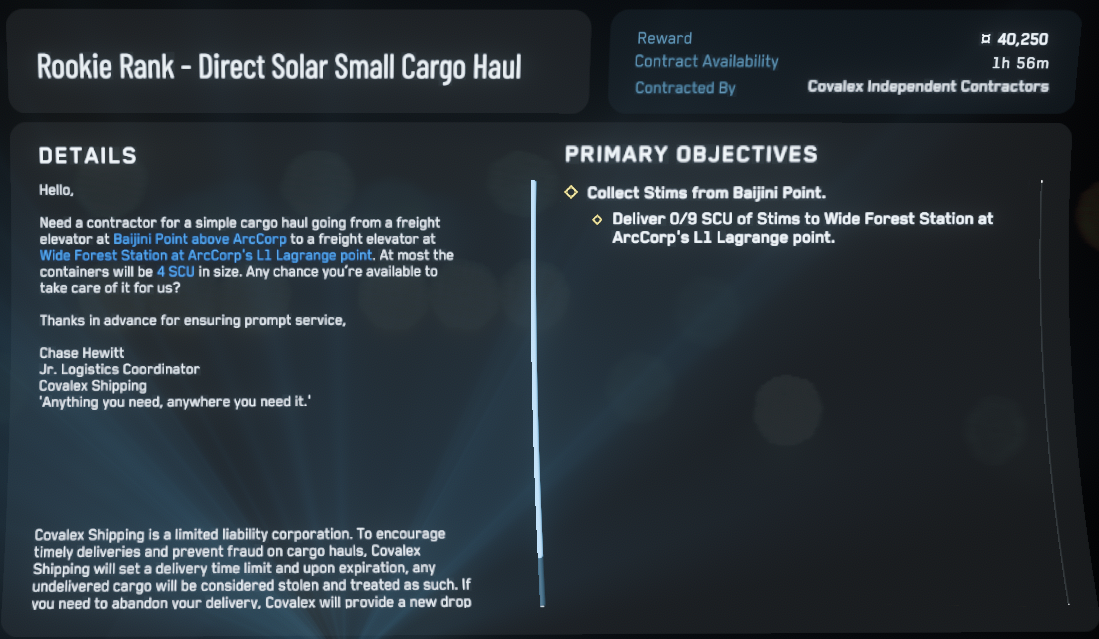 Rookie Rank - Direct Solar Small Cargo Haul
Reward ¤ 40,250
Contract Availability 1h 56m
Contracted By Covalex Independent Contractors
DETAILS
Hello,
Need a contractor for a simple cargo haul going from a freight
elevator at Baijini Point above ArcCorp to a freight elevator at
Wide Forest Station at ArcCorp's L1 Lagrange point. At most the
containers will be 4 SCU in size. Any chance you're available to
take care of it for us?
Thanks in advance for ensuring prompt service,
Chase Hewitt
Jr. Logistics Coordinator
Covalex Shipping
'Anything you need, anywhere you need it.'
Covalex Shipping is a limited liability corporation. To encourage
timely deliveries and prevent fraud on cargo hauls, Covalex
Shipping will set a delivery time limit and upon expiration, any
undelivered cargo will be considered stolen and treated as such. If
you need to abandon your delivery, Covalex will provide a new drop
PRIMARY OBJECTIVES
Collect Stims from Baijini Point.
Deliver 0/9 SCU of Stims to Wide Forest Station at
ArcCorp's L1 Lagrange point.